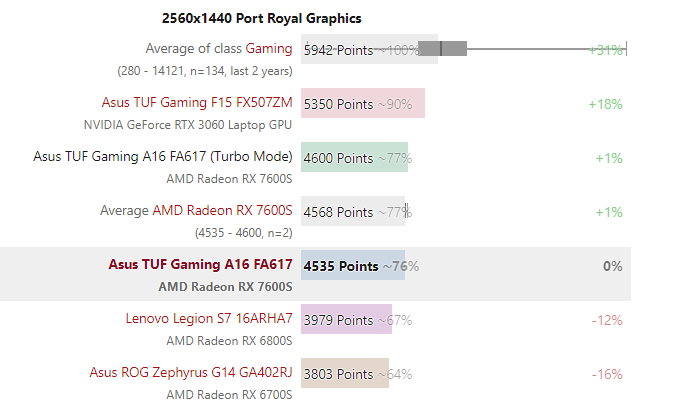 2560x1440 Port Royal Graphics
Average of class Gaming 5942 Points ~100% +31%
(280 - 14121, n=134, last 2 years)
Asus TUF Gaming F15 FX507ZM 5350 Points ~90% +18%
NVIDIA GeForce RTX 3060 Laptop GPU
Asus TUF Gaming A16 FA617 (Turbo Mode) 4600 Points ~77% +1%
AMD Radeon RX 7600S
Average AMD Radeon RX 7600S 4568 Points ~77% +1%
(4535 - 4600, n=2)
Asus TUF Gaming A16 FA617 4535 Points ~76% 0%
AMD Radeon RX 7600S
Lenovo Legion S7 16ARHA7 3979 Points ~67% -12%
AMD Radeon RX 6800S
Asus ROG Zephyrus G14 GA402RJ 3803 Points ~64% -16%
AMD Radeon RX 6700S